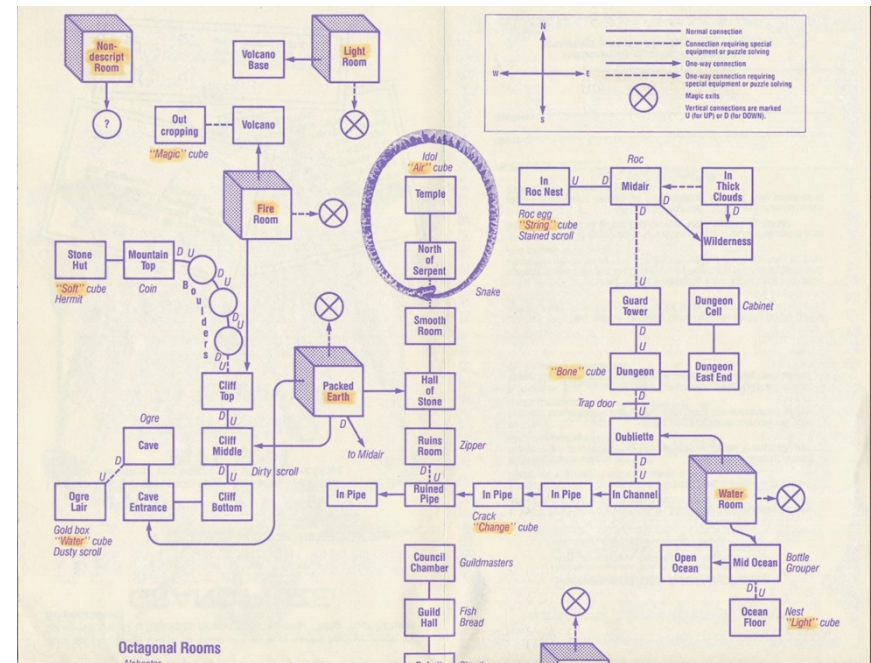 Non-
descript
Room
?
Volcano
Base
Light
Room
N
W
E
S
Normal connection
Connection requiring special
equipment or puzzle solving
One-way connection
One-way connection requiring
special equipment or puzzle solving
Magic exits
Vertical connections are marked
U (for UP) or D (for DOWN).
Out
cropping
"Magic" cube
Volcano
Fire
Room
Idol
"Air" cube
Temple
North
of
Serpent
Snake
Smooth
Room
Roc
In
Roc Nest
U
D
Midair
D
D
In
Thick
Clouds
D
Wilderness
Roc egg
"String" cube
Stained scroll
Stone
Hut
"Soft" cube
Hermit
Mountain
Top
Coin
D
U
D
U
D
U
D
U
Boulders
Cliff
Top
D
U
Cliff
Middle
Dirty scroll
D
U
Cliff
Bottom
Packed
Earth
D
to Midair
Hall
of
Stone
Ruins
Room
Zipper
D
U
In Pipe
Ruined
Pipe
In Pipe
Crack
"Change" cube
In Pipe
In Channel
U
Guard
Tower
D
U
Dungeon
Cell
Cabinet
"Bone" cube
Dungeon
Dungeon
East End
Trap door
D
U
Oubliette
D
U
Ogre
Cave
D
U
Ogre
Lair
Cave
Entrance
Gold box
"Water" cube
Dusty scroll
Water
Room
Open
Ocean
Mid Ocean
Bottle
Grouper
D
U
Ocean
Floor
Nest
"Light" cube
Council
Chamber
Guildmasters
Guild
Hall
Fish
Bread
Octagonal Rooms